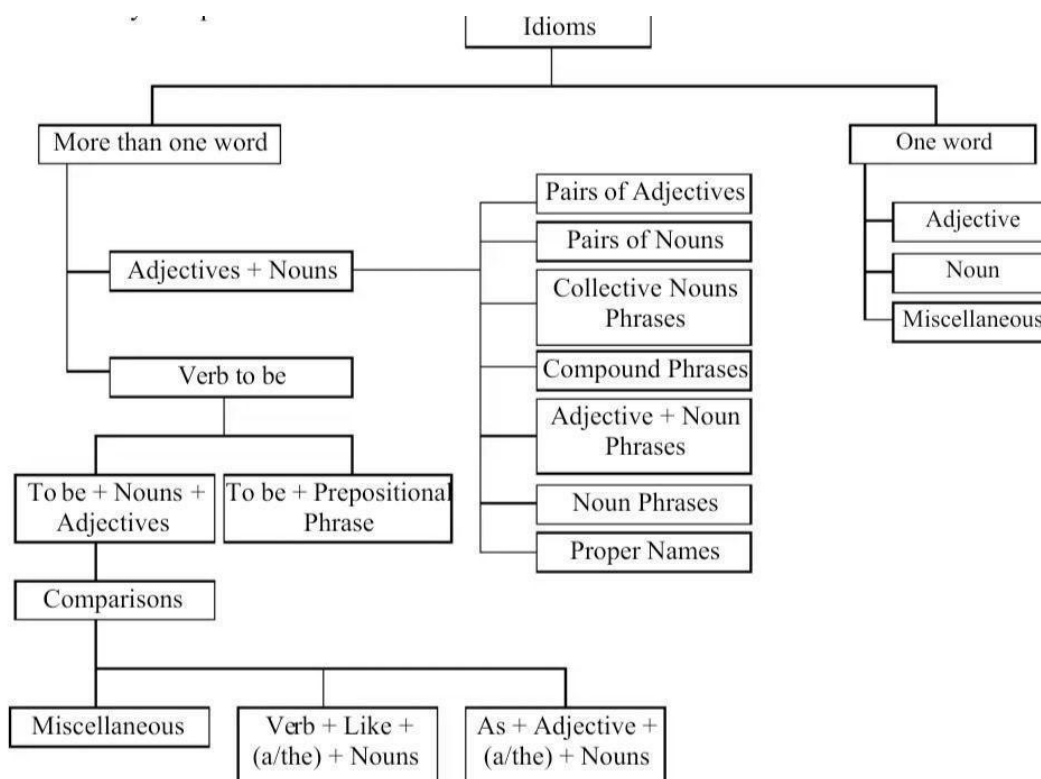 Idioms
More than one word
One word
Pairs of Adjectives
Adjective
Pairs of Nouns
Adjectives + Nouns
Noun
Collective Nouns
Phrases
Miscellaneous
Compound Phrases
Verb to be
Adjective + Noun
Phrases
To be + Nouns +
Adjectives
To be + Prepositional
Phrase
Noun Phrases
Proper Names
Comparisons
Miscellaneous
Verb + Like +
(a/the) + Nouns
As + Adjective +
(a/the) + Nouns